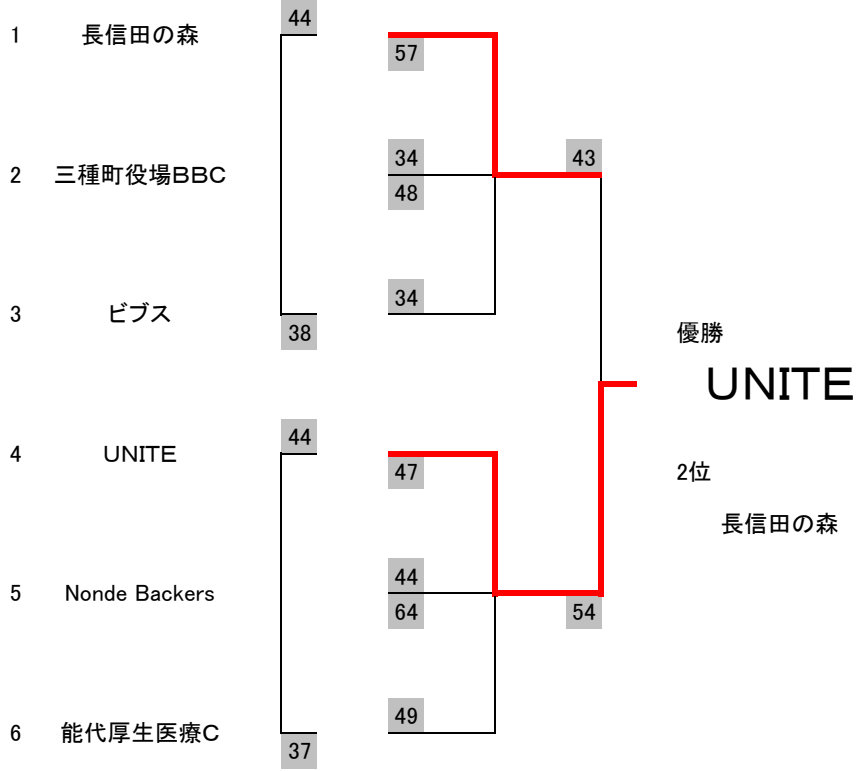 44
1 長信田の森
57
34 43
2 三種町役場BBC
48
34
3 ビブス
38
優勝
UNITE
44
4 UNITE
47
2位
長信田の森
44
5 Nonde Backers
64 54
49
6 能代厚生医療C
37